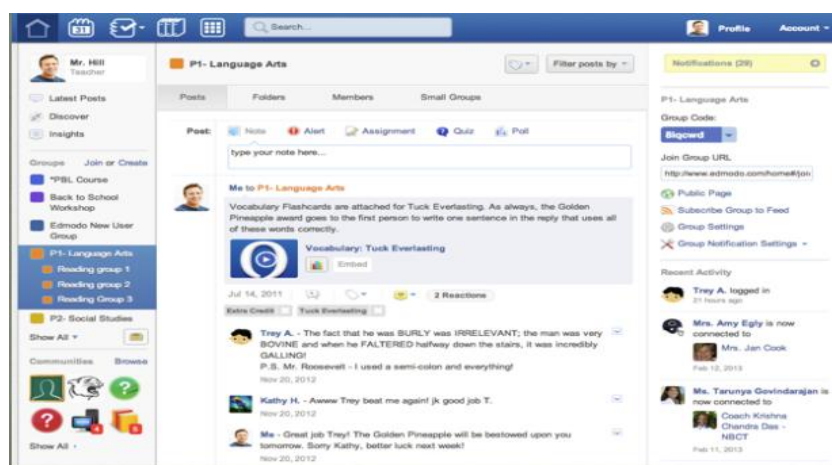 31
Search...
Profile
Account
Mr. Hill
Teacher
Latest Posts
Discover
Insights
Groups Join or Create
*PBL Course
Back to School
Workshop
Edmodo New User
Group
P1- Language Arts
Reading group 1
Reading group 2
Reading Group 3
P2- Social Studies
Show All
Communities Browse
Show All
P1- Language Arts
Filter posts by
Posts Folders Members Small Groups
Post: Note Alert Assignment Quiz Poll
type your note here...
Me to P1- Language Arts
Vocabulary Flashcards are attached for Tuck Everlasting. As always, the Golden
Pineapple award goes to the first person to write one sentence in the reply that uses all
of these words correctly.
Vocabulary: Tuck Everlasting
Embed
Jul 14, 2011 2 Reactions
Extra Credit Tuck Everlasting
Trey A. - The fact that he was BURLY was IRRELEVANT; the man was very
BOVINE and when he FALTERED halfway down the stairs, it was incredibly
GALLING!
P.S. Mr. Roosevelt - I used a semi-colon and everything!
Nov 20, 2012
Kathy H. - Awww Trey beat me again! jk good job T.
Nov 20, 2012
Me - Great job Trey! The Golden Pineapple will be bestowed upon you
tomorrow. Sorry Kathy, better luck next week!
Nov 20, 2012
Notifications (29)
P1- Language Arts
Group Code:
Join Group URL
http://www.edmodo.com/home#/join
Public Page
Subscribe Group to Feed
Group Settings
Group Notification Settings
Recent Activity
Trey A. logged in
21 hours ago
Mrs. Amy Egly is now
connected to
Mrs. Jan Cook
Feb 12, 2013
Ms. Tarunya Govindarajan is
now connected to
Coach Krishna
Chandra Das -
NBCT
Feb 11, 2013